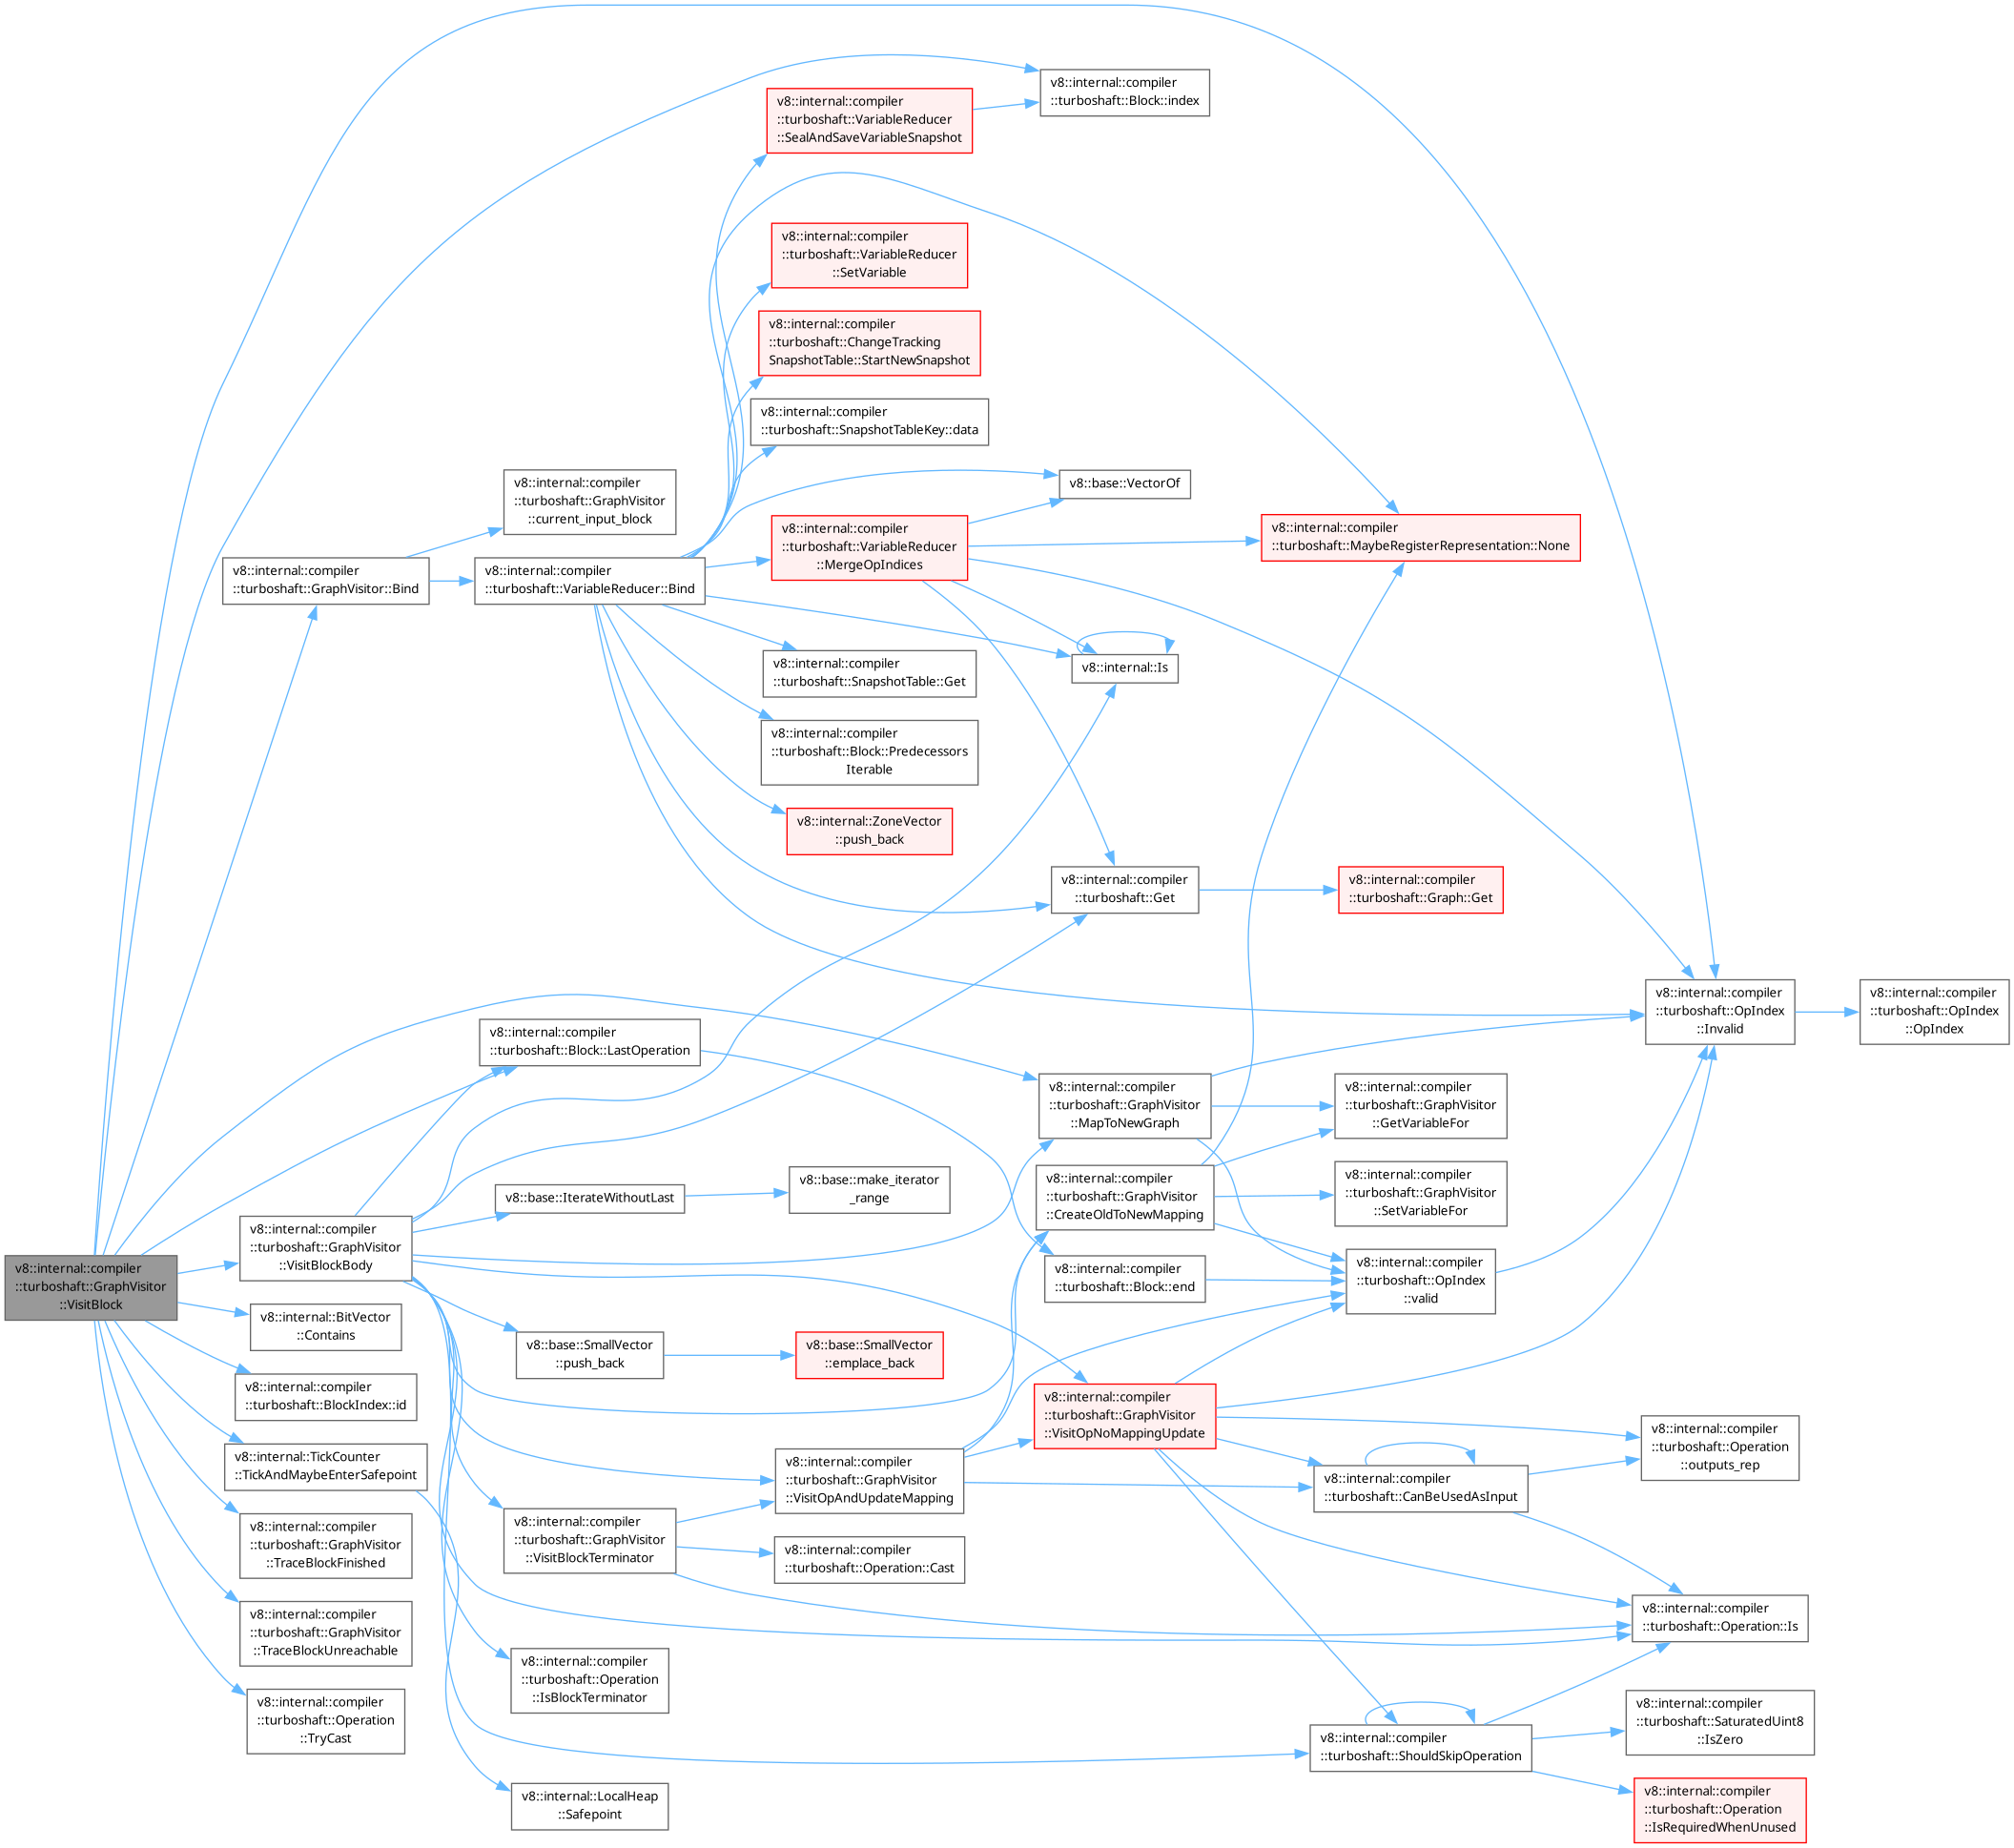 v8::internal::compiler
::turboshaft::GraphVisitor
::VisitBlock
v8::internal::compiler
::turboshaft::GraphVisitor::Bind
v8::internal::compiler
::turboshaft::GraphVisitor
::VisitBlockBody
v8::internal::BitVector
::Contains
v8::internal::compiler
::turboshaft::BlockIndex::id
v8::internal::TickCounter
::TickAndMaybeEnterSafepoint
v8::internal::compiler
::turboshaft::GraphVisitor
::TraceBlockFinished
v8::internal::compiler
::turboshaft::GraphVisitor
::TraceBlockUnreachable
v8::internal::compiler
::turboshaft::Operation
::TryCast
v8::internal::compiler
::turboshaft::GraphVisitor
::current_input_block
v8::internal::compiler
::turboshaft::VariableReducer::Bind
v8::internal::compiler
::turboshaft::Block::LastOperation
v8::base::IterateWithoutLast
v8::base::SmallVector
::push_back
v8::internal::compiler
::turboshaft::GraphVisitor
::VisitBlockTerminator
v8::internal::compiler
::turboshaft::Operation
::IsBlockTerminator
v8::internal::LocalHeap
::Safepoint
v8::internal::compiler
::turboshaft::VariableReducer
::SealAndSaveVariableSnapshot
v8::internal::compiler
::turboshaft::VariableReducer
::SetVariable
v8::internal::compiler
::turboshaft::ChangeTracking
SnapshotTable::StartNewSnapshot
v8::internal::compiler
::turboshaft::SnapshotTableKey::data
v8::internal::compiler
::turboshaft::VariableReducer
::MergeOpIndices
v8::internal::compiler
::turboshaft::SnapshotTable::Get
v8::internal::compiler
::turboshaft::Block::Predecessors
Iterable
v8::internal::ZoneVector
::push_back
v8::base::make_iterator
_range
v8::base::SmallVector
::emplace_back
v8::internal::compiler
::turboshaft::GraphVisitor
::VisitOpAndUpdateMapping
v8::internal::compiler
::turboshaft::Operation::Cast
v8::internal::compiler
::turboshaft::Block::index
v8::base::VectorOf
v8::internal::Is
v8::internal::compiler
::turboshaft::Get
v8::internal::compiler
::turboshaft::GraphVisitor
::MapToNewGraph
v8::internal::compiler
::turboshaft::GraphVisitor
::CreateOldToNewMapping
v8::internal::compiler
::turboshaft::Block::end
v8::internal::compiler
::turboshaft::GraphVisitor
::VisitOpNoMappingUpdate
v8::internal::compiler
::turboshaft::MaybeRegisterRepresentation::None
v8::internal::compiler
::turboshaft::Graph::Get
v8::internal::compiler
::turboshaft::GraphVisitor
::GetVariableFor
v8::internal::compiler
::turboshaft::GraphVisitor
::SetVariableFor
v8::internal::compiler
::turboshaft::OpIndex
::valid
v8::internal::compiler
::turboshaft::CanBeUsedAsInput
v8::internal::compiler
::turboshaft::ShouldSkipOperation
v8::internal::compiler
::turboshaft::OpIndex
::Invalid
v8::internal::compiler
::turboshaft::Operation
::outputs_rep
v8::internal::compiler
::turboshaft::Operation::Is
v8::internal::compiler
::turboshaft::SaturatedUint8
::IsZero
v8::internal::compiler
::turboshaft::Operation
::IsRequiredWhenUnused
v8::internal::compiler
::turboshaft::OpIndex
::OpIndex